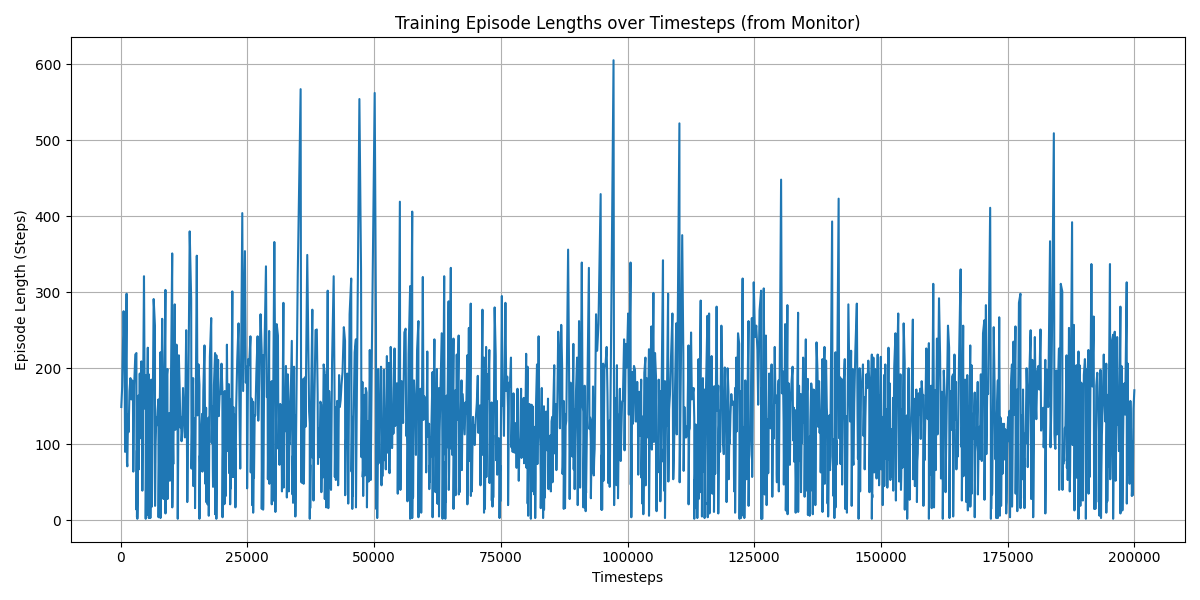 Training Episode Lengths over Timesteps (from Monitor)
Episode Length (Steps)
600
500
400
300
200
100
0
0 25000 50000 75000 100000 125000 150000 175000 200000
Timesteps